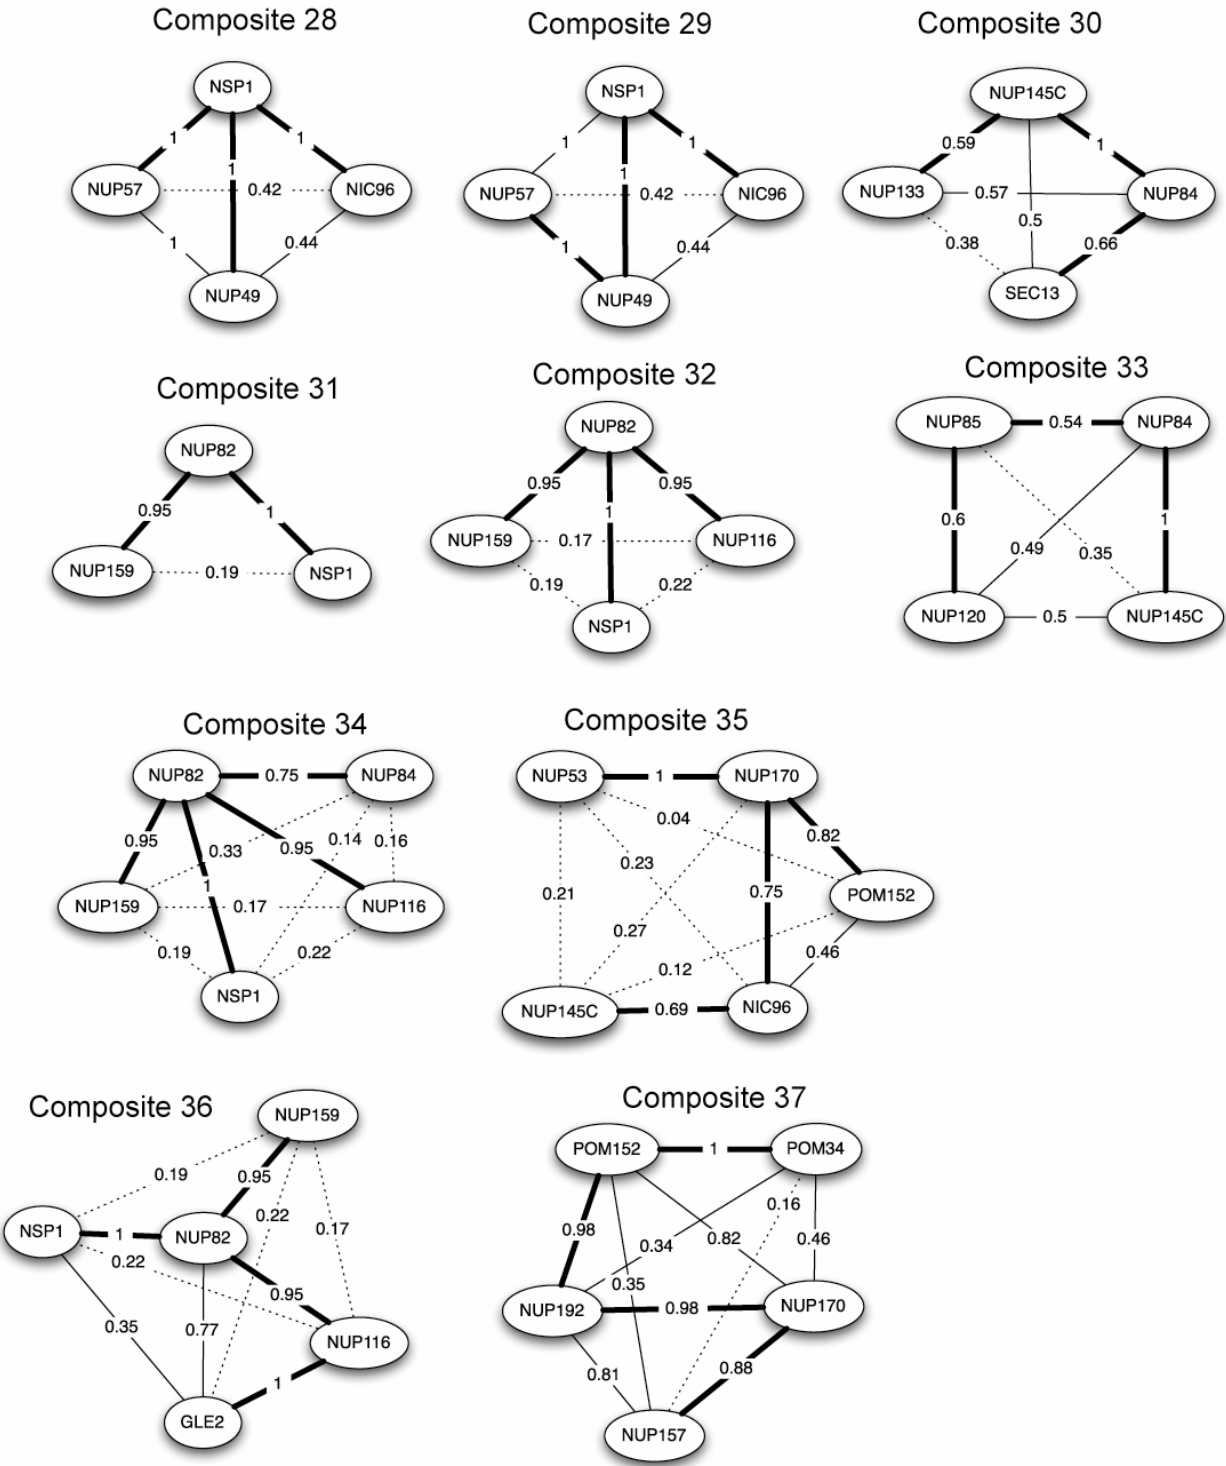 Composite 28
NSP1
1
1
1
NUP57
0.42
NIC96
1
0.44
NUP49
Composite 29
NSP1
1
1
1
NUP57
0.42
NIC96
1
0.44
NUP49
Composite 30
NUP145C
0.59
1
NUP133
0.57
NUP84
0.5
0.38
0.66
SEC13
Composite 31
NUP82
0.95
1
NUP159
0.19
NSP1
Composite 32
NUP82
0.95
0.95
1
NUP159
0.17
NUP116
0.19
0.22
NSP1
Composite 33
NUP85
0.54
NUP84
0.6
1
0.49
0.35
NUP120
0.5
NUP145C
Composite 34
NUP82
0.75
NUP84
0.95
0.33
0.95
0.14
0.16
1
NUP159
0.17
NUP116
0.19
0.22
NSP1
Composite 35
NUP53
1
NUP170
0.04
0.82
0.23
0.21
0.75
POM152
0.27
0.46
0.12
NUP145C
0.69
NIC96
Composite 36
NUP159
0.19
0.95
0.22
0.17
NSP1
1
NUP82
0.22
0.95
0.35
0.77
NUP116
1
GLE2
Composite 37
POM152
1
POM34
0.16
0.98
0.34
0.82
0.46
0.35
NUP192
0.98
NUP170
0.81
0.88
NUP157